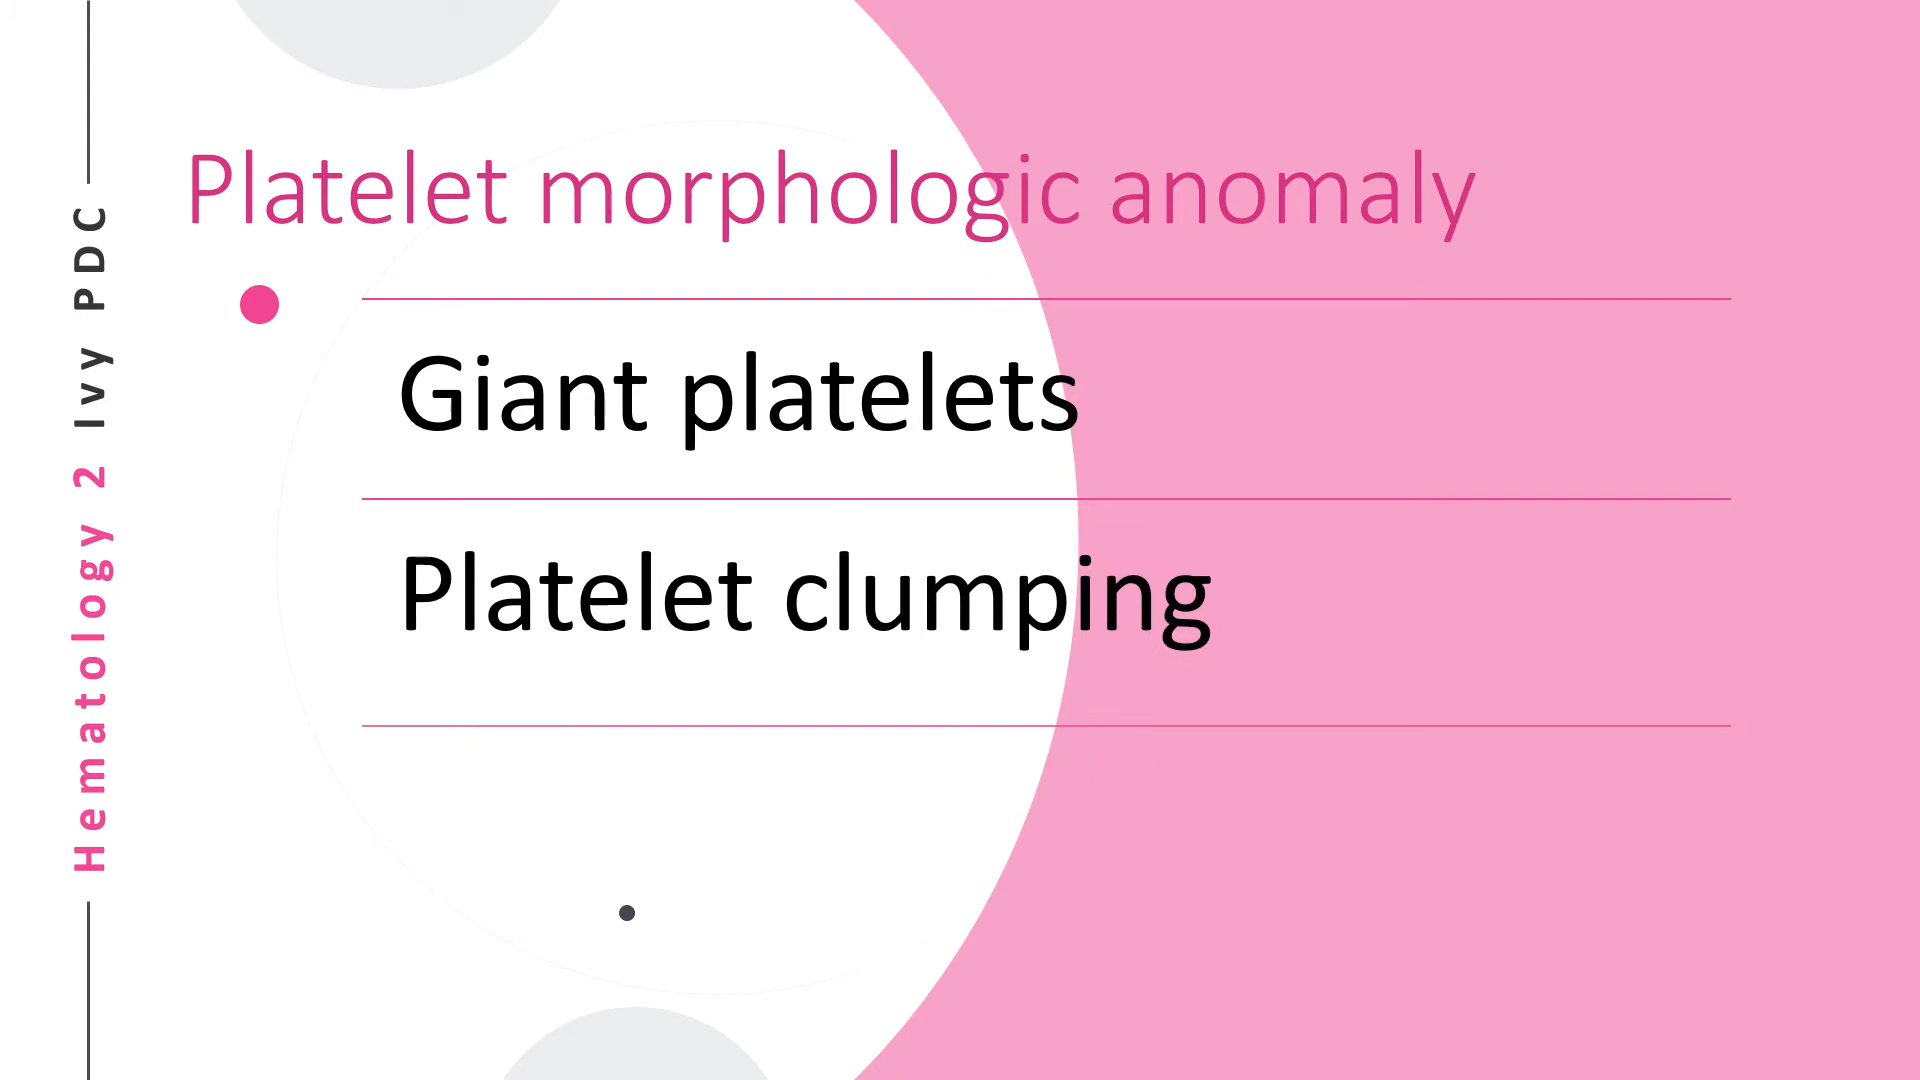 Hematology 2 Ivy PDC
Platelet morphologic anomaly
Giant platelets
Platelet clumping